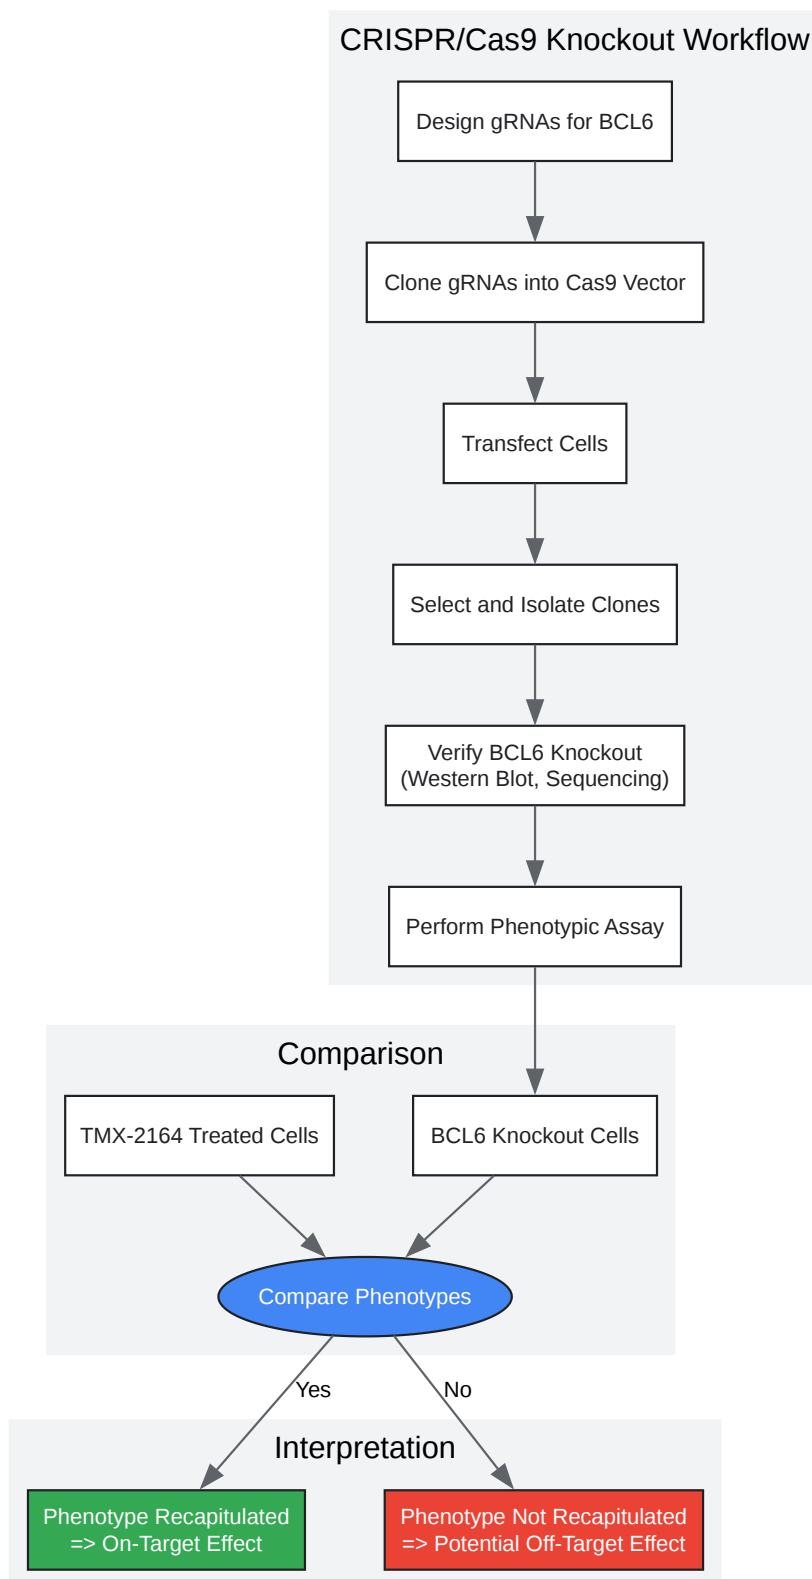 CRISPR/Cas9 Knockout Workflow
Design gRNAs for BCL6
Clone gRNAs into Cas9 Vector
Transfect Cells
Select and Isolate Clones
Verify BCL6 Knockout
(Western Blot, Sequencing)
Perform Phenotypic Assay
Comparison
TMX-2164 Treated Cells
BCL6 Knockout Cells
Compare Phenotypes
Yes
No
Interpretation
Phenotype Recapitulated
=> On-Target Effect
Phenotype Not Recapitulated
=> Potential Off-Target Effect